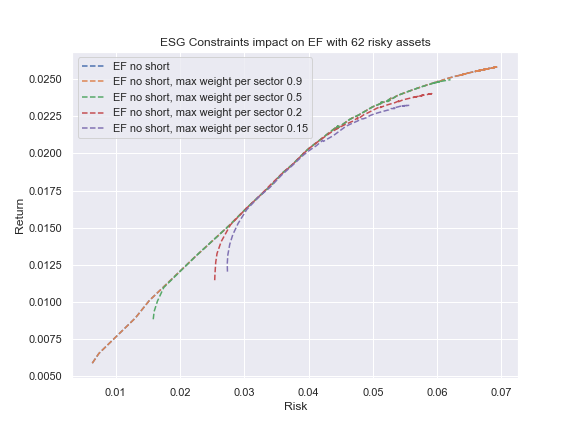 ESG Constraints impact on EF with 62 risky assets
EF no short
EF no short, max weight per sector 0.9
EF no short, max weight per sector 0.5
EF no short, max weight per sector 0.2
EF no short, max weight per sector 0.15
0.0250
0.0225
0.0200
0.0175
0.0150
0.0125
0.0100
0.0075
0.0050
Return
0.01 0.02 0.03 0.04 0.05 0.06 0.07
Risk